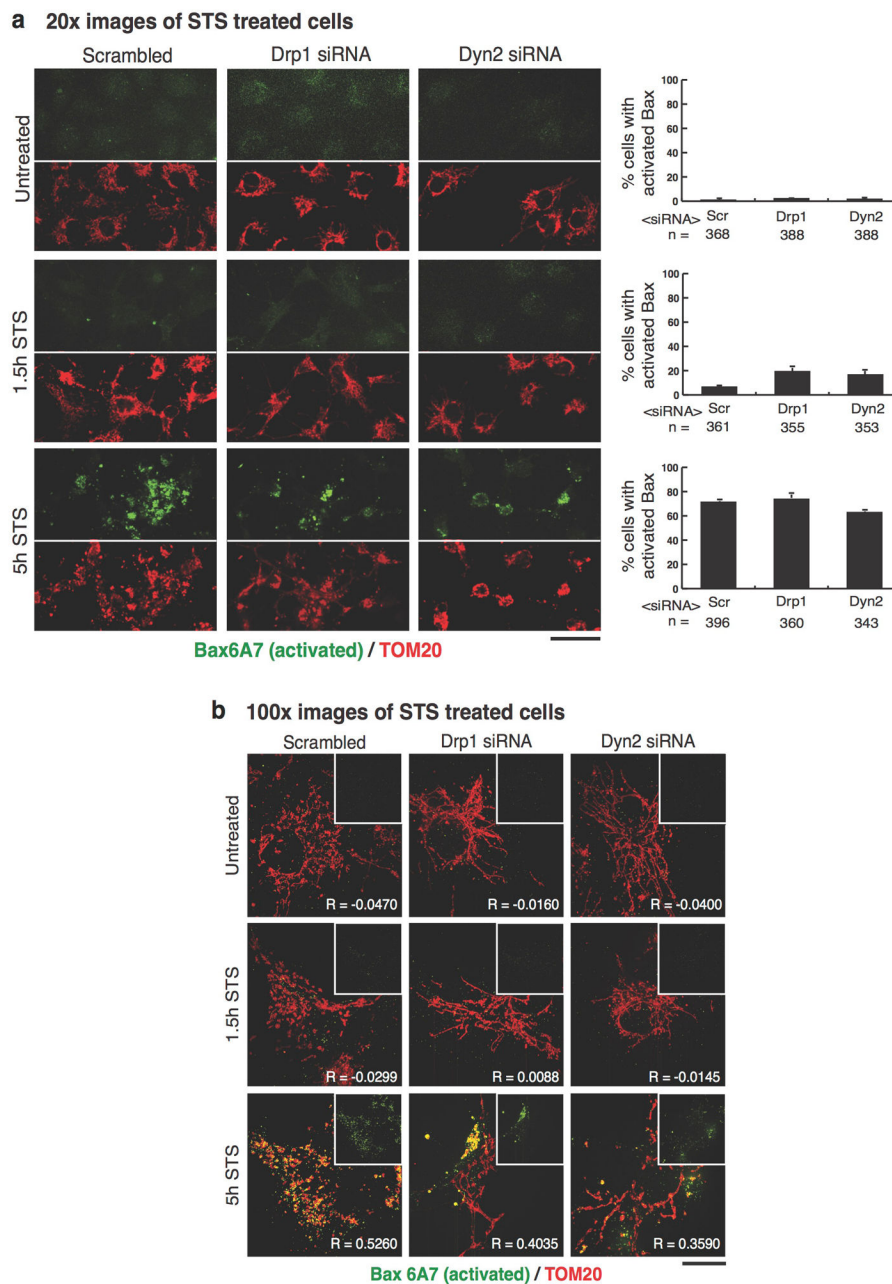 a 20x images of STS treated cells
Scrambled Drp1 siRNA Dyn2 siRNA
Untreated
1.5h STS
5h STS
Bax6A7 (activated) / TOM20
% cells with
activated Bax
100
80
60
40
20
0
<siRNA> Scr Drp1 Dyn2
n = 368 388 388
% cells with
activated Bax
100
80
60
40
20
0
<siRNA> Scr Drp1 Dyn2
n = 361 355 353
% cells with
activated Bax
100
80
60
40
20
0
<siRNA> Scr Drp1 Dyn2
n = 396 360 343
b 100x images of STS treated cells
Scrambled Drp1 siRNA Dyn2 siRNA
Untreated
R = -0.0470 R = -0.0160 R = -0.0400
1.5h STS
R = -0.0299 R = 0.0088 R = -0.0145
5h STS
R = 0.5260 R = 0.4035 R = 0.3590
Bax 6A7 (activated) / TOM20